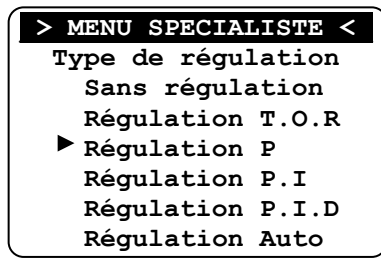 > MENU SPECIALISTE <
Type de régulation
Sans régulation
Régulation T.O.R
► Régulation P
Régulation P.I
Régulation P.I.D
Régulation Auto